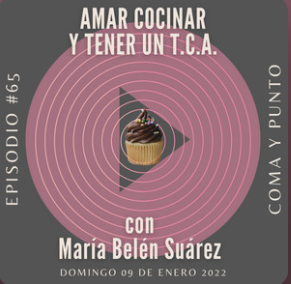 AMAR COCINAR
Y TENER UN T.C.A.
EPISODIO #65
COMA Y PUNTO
con
María Belén Suárez
DOMINGO 09 DE ENERO 2022